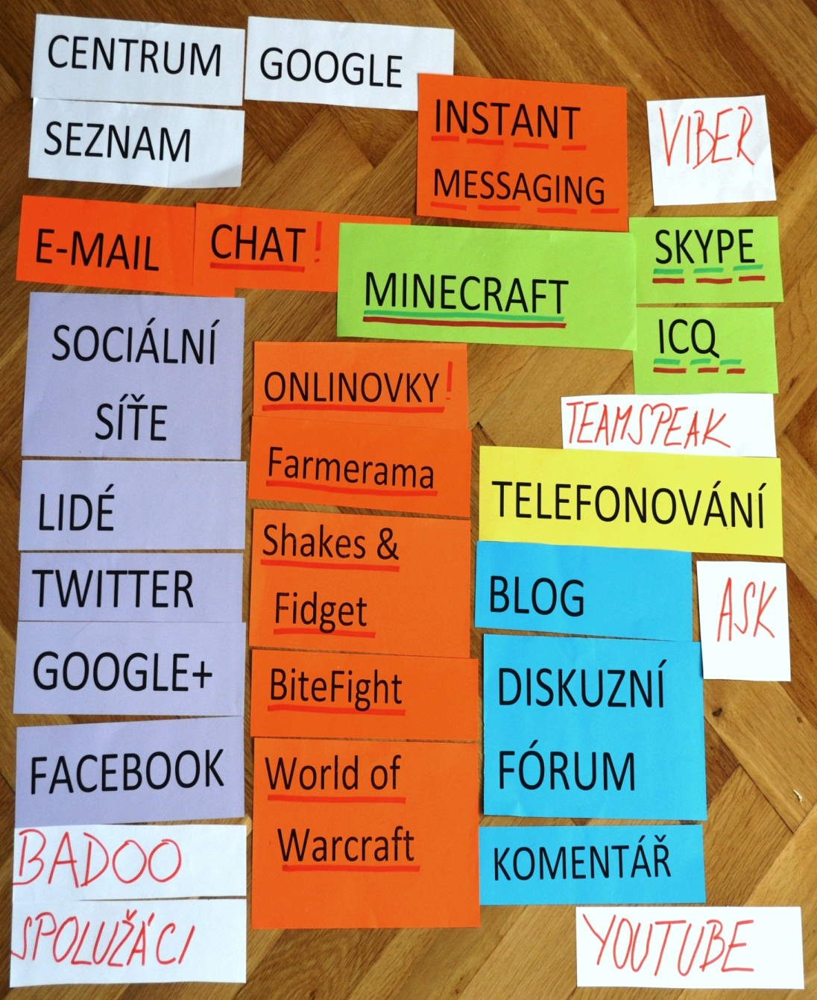 CENTRUM
GOOGLE
SEZNAM
INSTANT
MESSAGING
VIBER
E-MAIL
CHAT!
MINECRAFT
SKYPE
ICQ
SOCIÁLNÍ
SÍŤE
LIDÉ
TWITTER
GOOGLE+
FACEBOOK
BADOO
SPOLUŽÁCI
ONLINOVKY!
Farmerama
Shakes &
Fidget
BiteFight
World of
Warcraft
TEAMSPEAK
TELEFONOVÁNÍ
BLOG
ASK
DISKUZNÍ
FÓRUM
KOMENTÁŘ
YOUTUBE